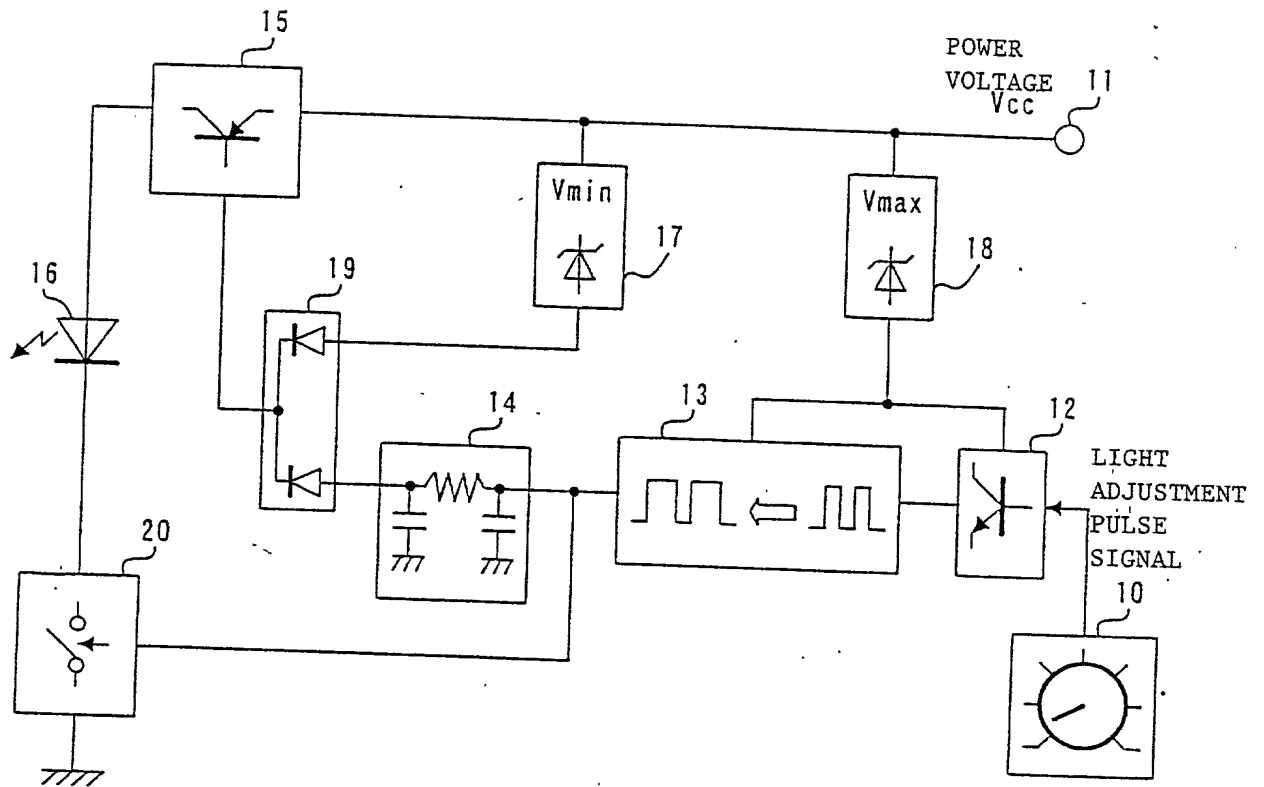 15
POWER
VOLTAGE
Vcc
11
Vmin
Vmax
17
18
16
19
14
13
12
LIGHT
ADJUSTMENT
PULSE
SIGNAL
20
10